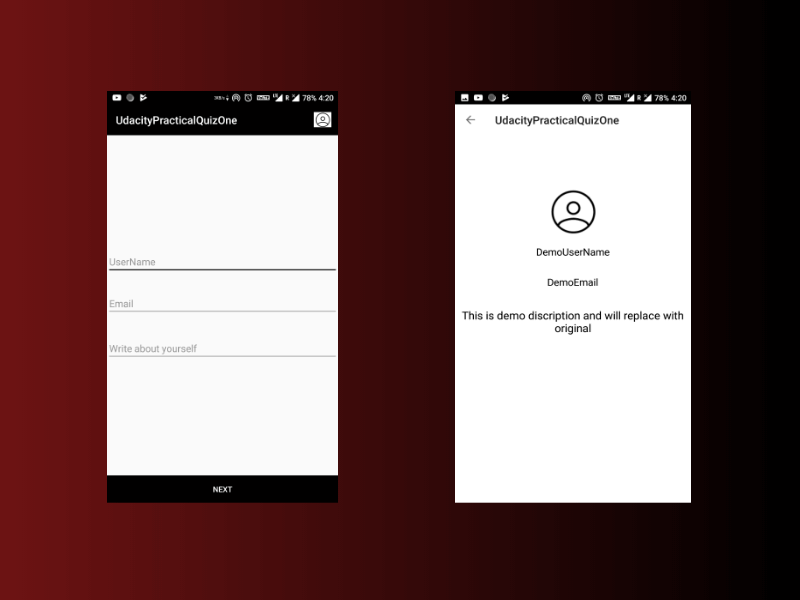 R 78% 4:20
UdacityPracticalQuizOne
UserName
Email
Write about yourself
NEXT
R 78% 4:20
UdacityPracticalQuizOne
DemoUserName
DemoEmail
This is demo discription and will replace with
original